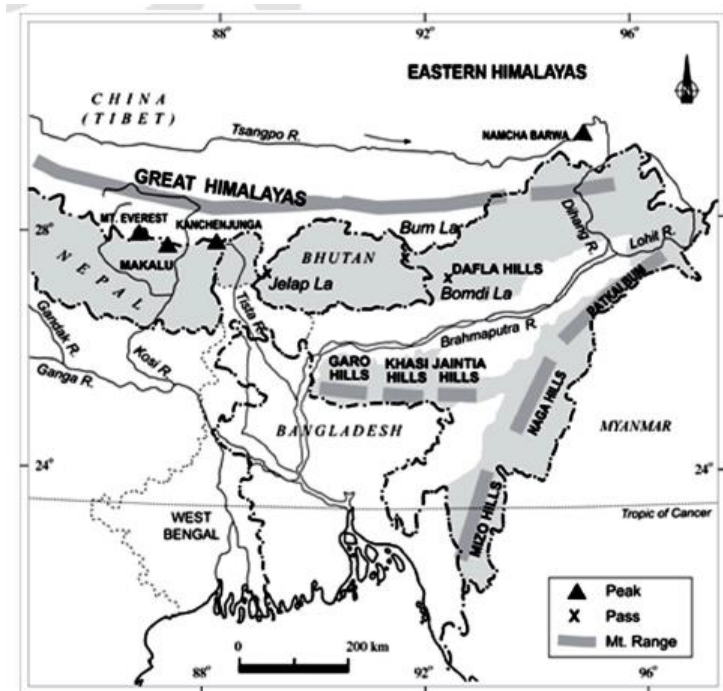 88°
92°
96°
EASTERN HIMALAYAS
N
CHINA
(TIBET)
Tsangpo R.
NAMCHA BARWA
GREAT HIMALAYAS
28°
MT. EVEREST
KANCHENJUNGA
MAKALU
NEPAL
Bum La
BHUTAN
Jelap La
DAFLA HILLS
Bomdi La
Dihang R.
Lohit R.
28°
PATKAI BUM
Tista R.
Brahmaputra R.
Gandak R.
Kosi R.
Ganga R.
GARO
HILLS
KHASI
HILLS
JAINTIA
HILLS
NAGA HILLS
BANGLADESH
MYANMAR
24°
24°
MIZO HILLS
Tropic of Cancer
WEST
BENGAL
Peak
Pass
Mt. Range
0
200 km
88°
92°
96°